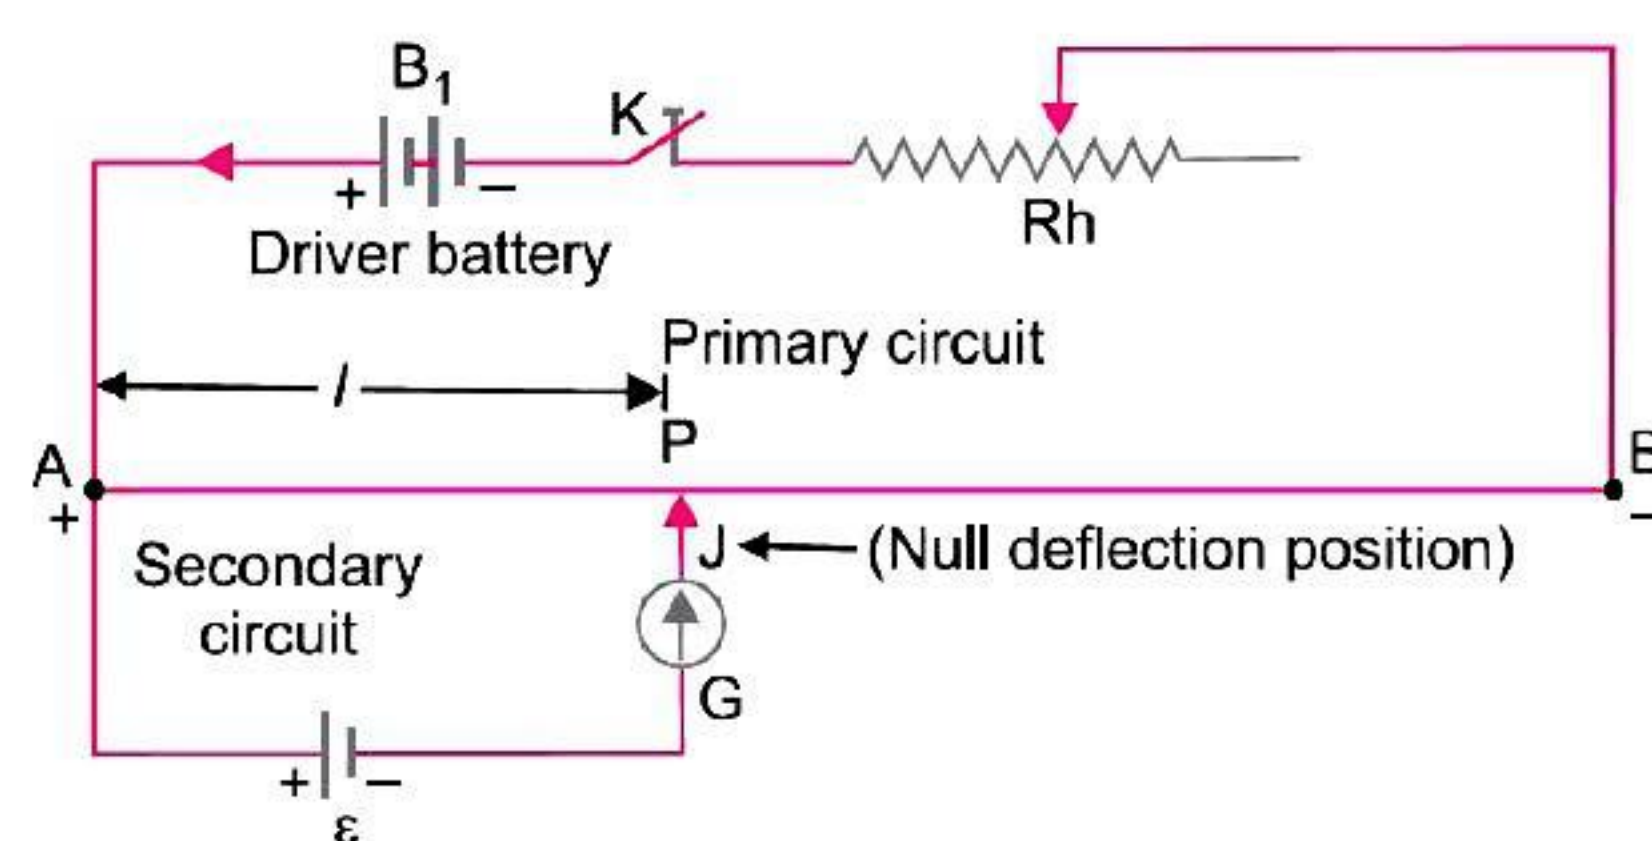 B₁
K
+ −
Rh
Driver battery
Primary circuit
l
P
A
B
+
−
J
(Null deflection position)
Secondary
circuit
G
+ −
ε